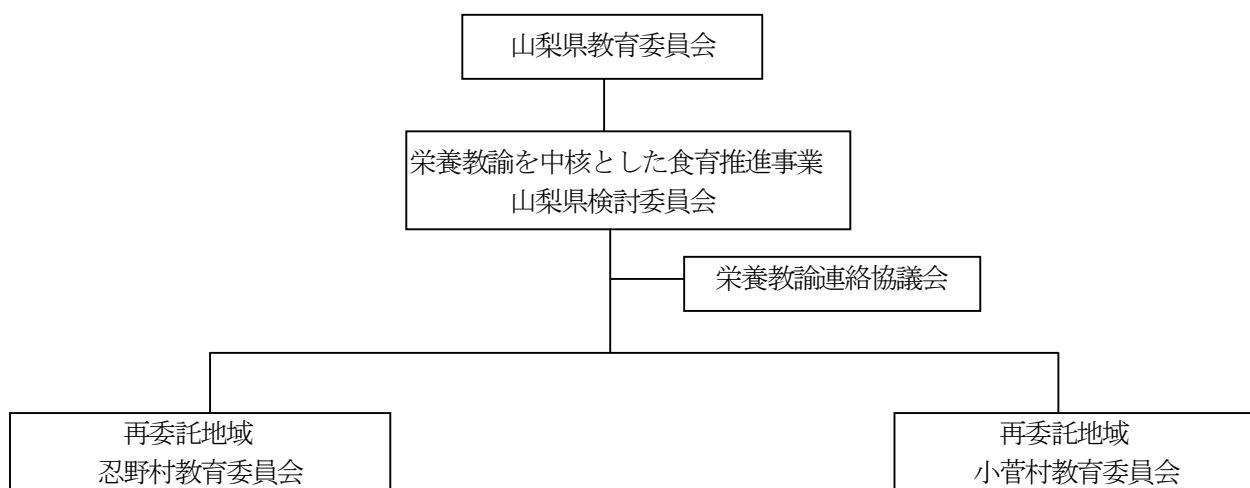 山梨県教育委員会
栄養教諭を中核とした食育推進事業
山梨県検討委員会
栄養教諭連絡協議会
再委託地域
忍野村教育委員会
再委託地域
小菅村教育委員会